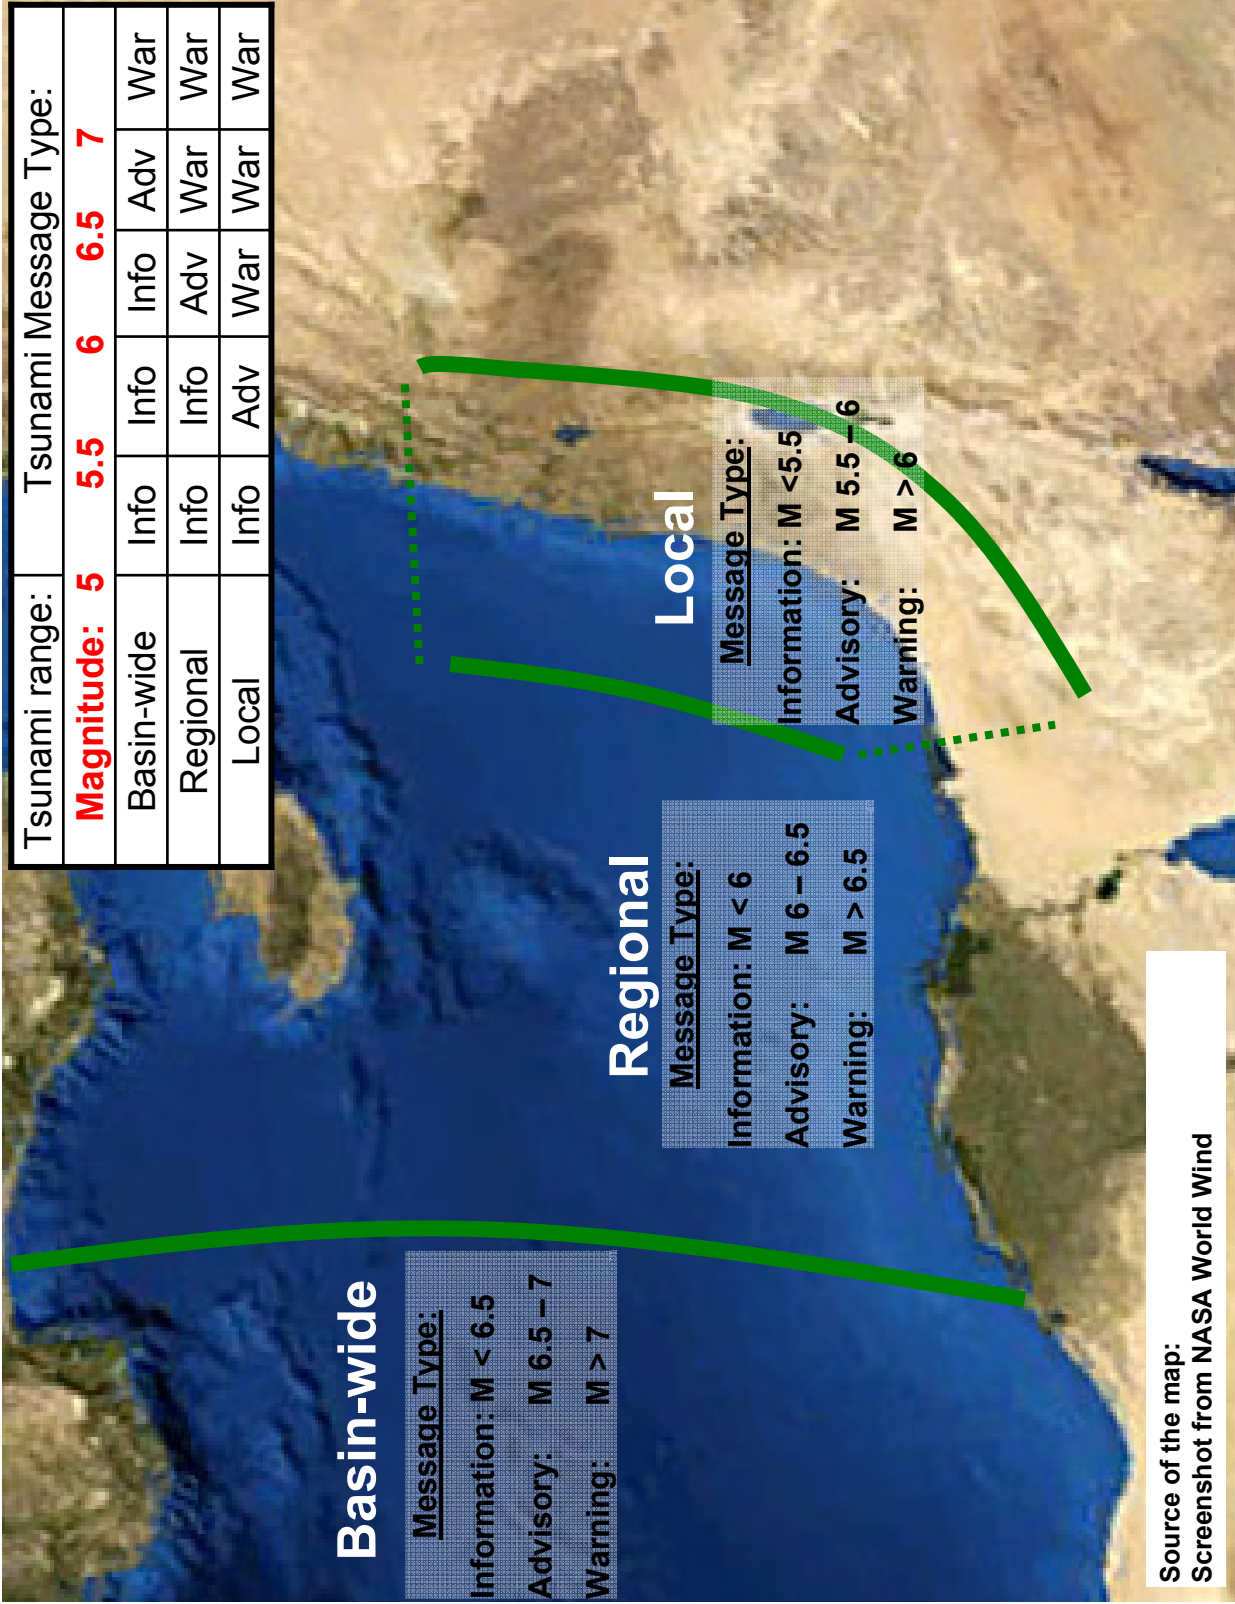 Tsunami range: Tsunami Message Type:
Magnitude: 5 5.5 6 6.5 7
Basin-wide Info Info Info Adv War
Regional Info Info Adv War War
Local Info Adv War War War
Basin-wide
Message Type:
Information: M < 6.5
Advisory: M 6.5 – 7
Warning: M > 7
Regional
Message Type:
Information: M < 6
Advisory: M 6 – 6.5
Warning: M > 6.5
Local
Message Type:
Information: M <5.5
Advisory: M 5.5 – 6
Warning: M > 6
Source of the map:
Screenshot from NASA World Wind